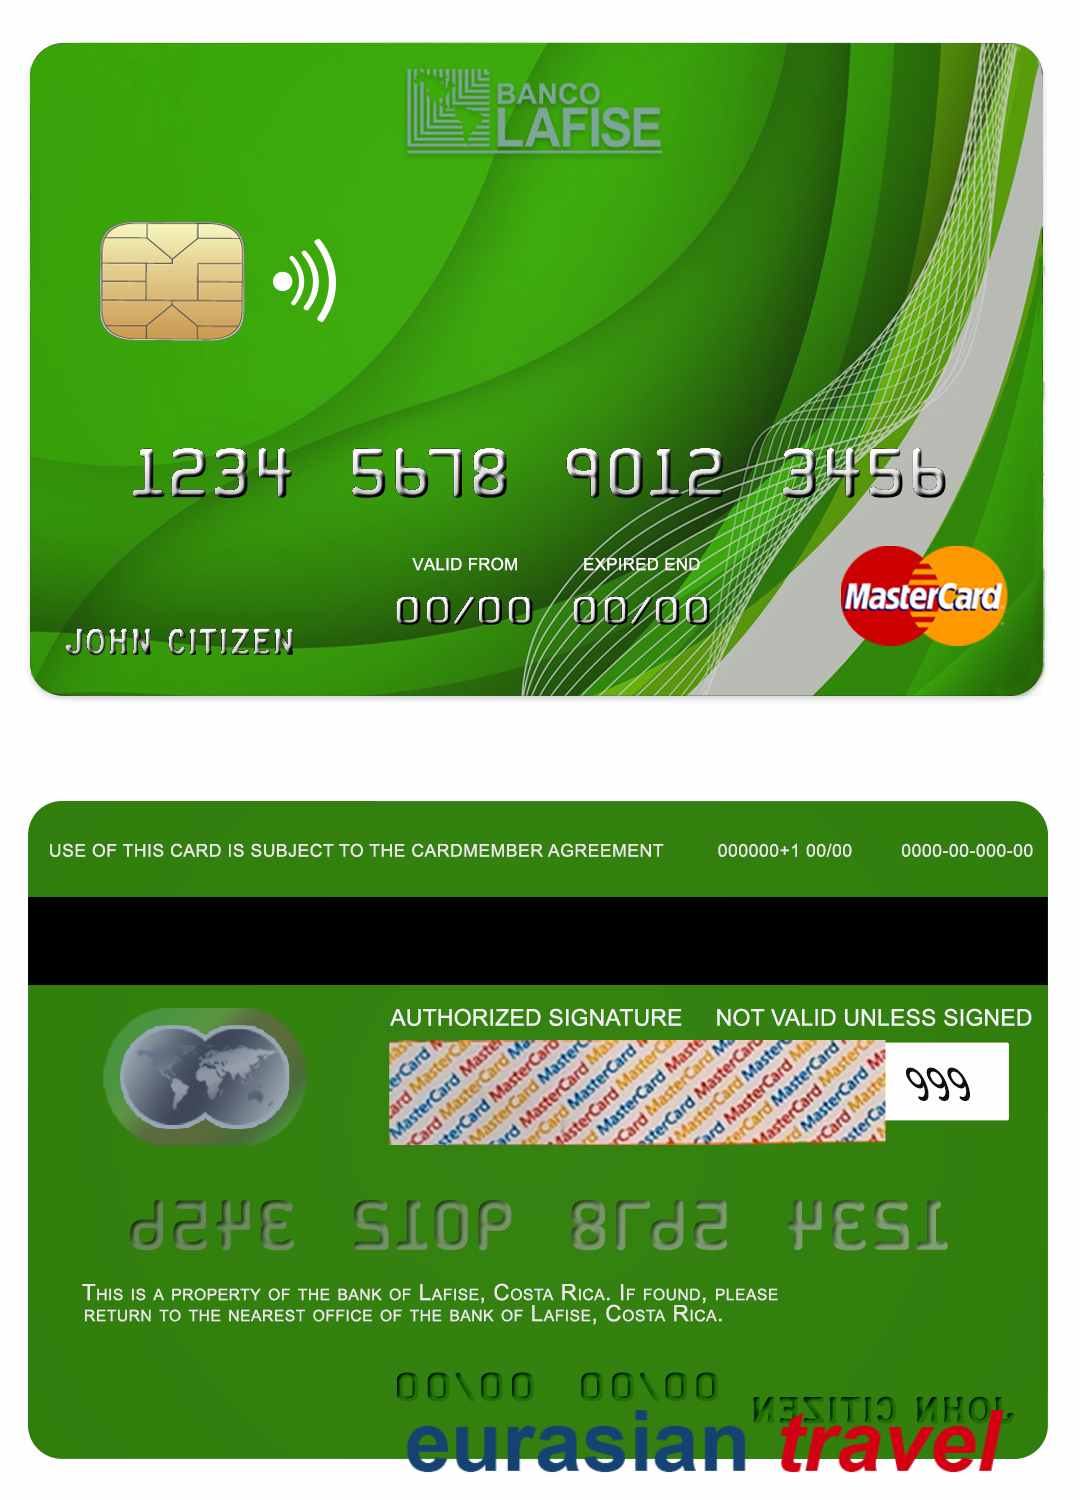 BANCO
LAFISE
1234 5678 9012 3456
VALID FROM EXPIRED END
00/00 00/00
MasterCard
JOHN CITIZEN
USE OF THIS CARD IS SUBJECT TO THE CARDMEMBER AGREEMENT 000000+1 00/00 0000-00-000-00
AUTHORIZED SIGNATURE NOT VALID UNLESS SIGNED
MasterCard MasterCard MasterCard MasterCard
999
1234 5678 9012 3456
THIS IS A PROPERTY OF THE BANK OF LAFISE, COSTA RICA. IF FOUND, PLEASE
RETURN TO THE NEAREST OFFICE OF THE BANK OF LAFISE, COSTA RICA.
00/00 00/00
JOHN CITIZEN
eurasian travel